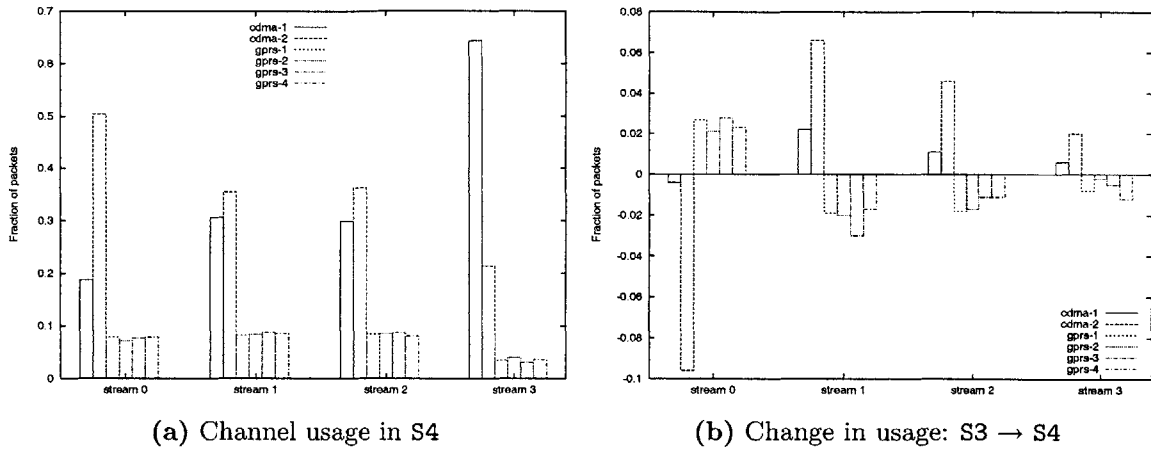 0.7
0.6
0.5
0.4
0.3
0.2
0.1
0
Fraction of packets
cdma-1
cdma-2
gprs-1
gprs-2
gprs-3
gprs-4
stream 0 stream 1 stream 2 stream 3
(a) Channel usage in S4
0.08
0.06
0.04
0.02
0
-0.02
-0.04
-0.06
-0.08
-0.1
Fraction of packets
cdma-1
cdma-2
gprs-1
gprs-2
gprs-3
gprs-4
stream 0 stream 1 stream 2 stream 3
(b) Change in usage: S3 → S4